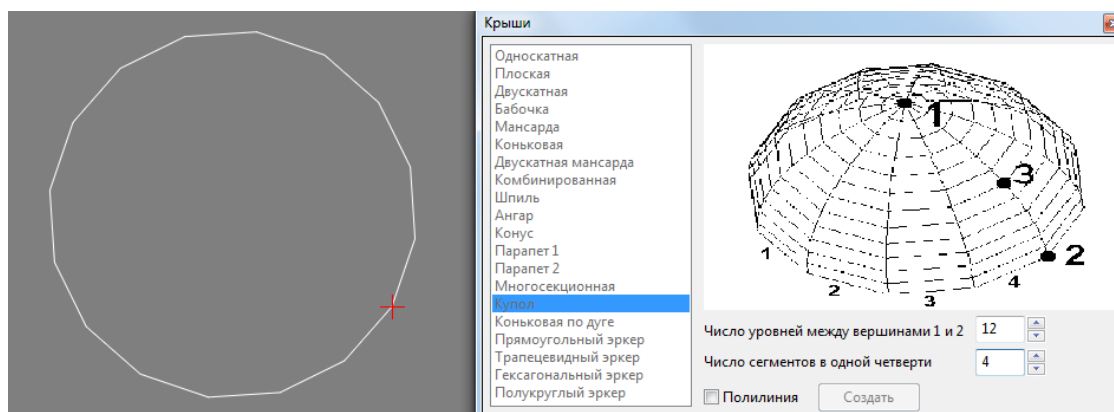 Крыши
Односкатная
Плоская
Двускатная
Бабочка
Мансарда
Коньковая
Двускатная мансарда
Комбинированная
Шпиль
Ангар
Конус
Парапет 1
Парапет 2
Многосекционная
Купол
Коньковая по дуге
Прямоугольный эркер
Трапецевидный эркер
Гексагональный эркер
Полукруглый эркер
1
3
2
1
2
3
4
Число уровней между вершинами 1 и 2 12
Число сегментов в одной четверти 4
Полилиния Создать